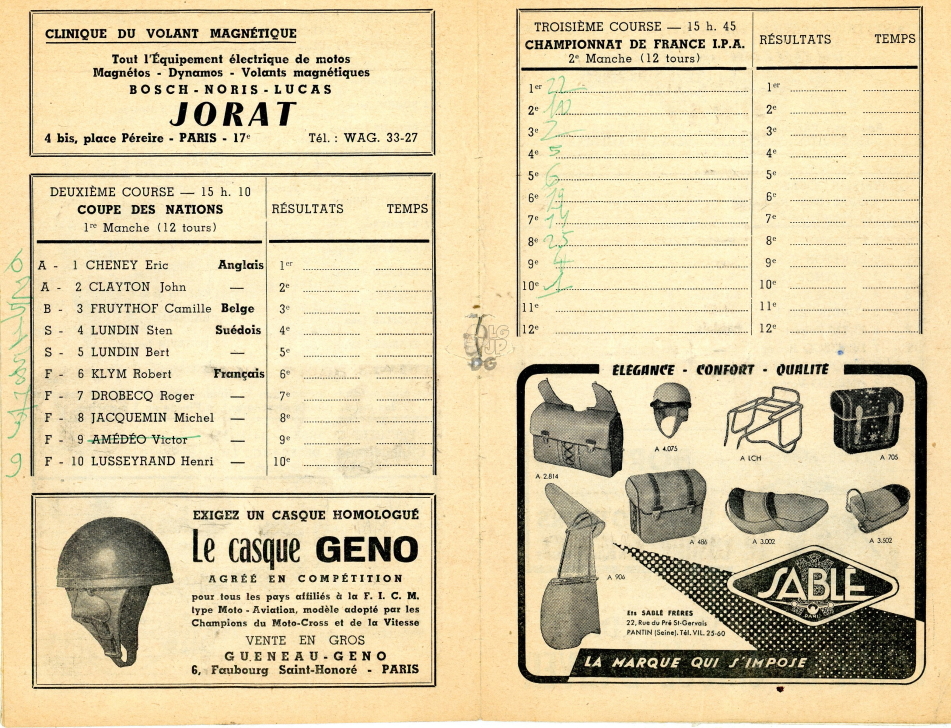 CLINIQUE DU VOLANT MAGNÉTIQUE
Tout l'Équipement électrique de motos
Magnétos - Dynamos - Volants magnétiques
BOSCH - NORIS - LUCAS
JORAT
4 bis, place Péreire - PARIS - 17e Tél. : WAG. 33-27
DEUXIÈME COURSE — 15 h. 10
COUPE DES NATIONS
1re Manche (12 tours)
RÉSULTATS TEMPS
A - 1 CHENEY Eric Anglais 1er
A - 2 CLAYTON John — 2e
B - 3 FRUYTHOF Camille Belge 3e
S - 4 LUNDIN Sten Suédois 4e
S - 5 LUNDIN Bert — 5e
F - 6 KLYM Robert Français 6e
F - 7 DROBECQ Roger — 7e
F - 8 JACQUEMIN Michel — 8e
F - 9 AMÉDÉO Victor — 9e
F - 10 LUSSEYRAND Henri — 10e
EXIGEZ UN CASQUE HOMOLOGUÉ
Le casque GENO
AGRÉÉ EN COMPÉTITION
pour tous les pays affiliés à la F. I. C. M.
type Moto - Aviation, modèle adopté par les
Champions du Moto-Cross et de la Vitesse
VENTE EN GROS
GUENEAU-GENO
6, Faubourg Saint-Honoré - PARIS
TROISIÈME COURSE — 15 h. 45
CHAMPIONNAT DE FRANCE I.P.A.
2e Manche (12 tours)
RÉSULTATS TEMPS
1er 22 1er
2e 2e
3e 2 3e
4e 5 4e
5e 6 5e
6e 6e
7e 7e
8e 25 8e
9e 9e
10e 10e
11e 11e
12e 12e
ÉLÉGANCE - CONFORT - QUALITÉ
A 2.814
A 4.075
A LCH
A 705
A 486
A 3.002
A 3.502
A 906
SABLÉ
PARIS
Ets SABLÉ FRÈRES
22, Rue du Pré St-Gervais
PANTIN (Seine). Tél. VIL. 25-60
LA MARQUE QUI S'IMPOSE